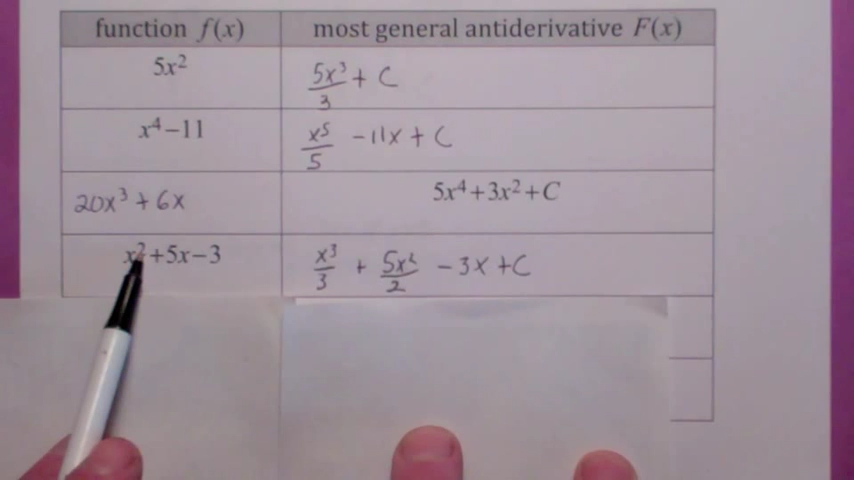 function f(x) most general antiderivative F(x)
5x² 5x³/3 + C
x⁴−11 x⁵/5 −11x + C
20x³ + 6x 5x⁴+3x²+C
x²+5x−3 x³/3 + 5x²/2 − 3x + C